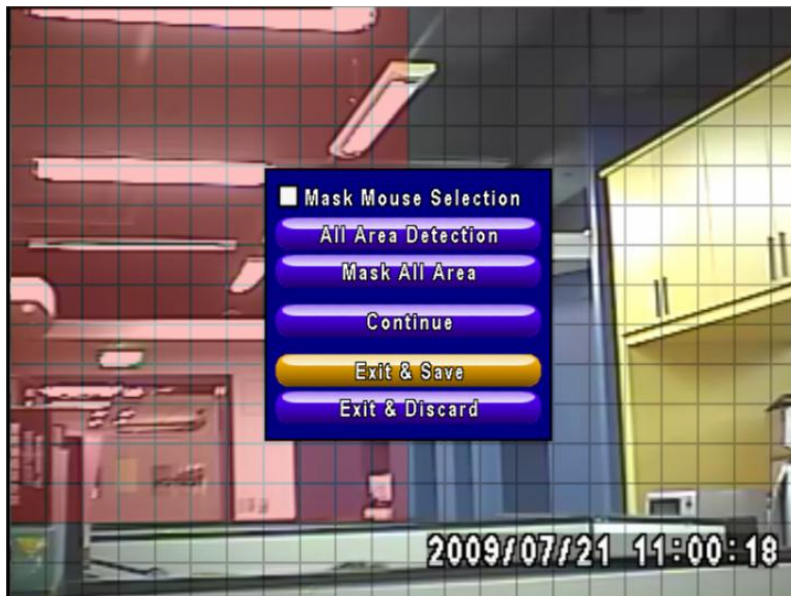 Mask Mouse Selection
All Area Detection
Mask All Area
Continue
Exit & Save
Exit & Discard
2009/07/21 11:00:18